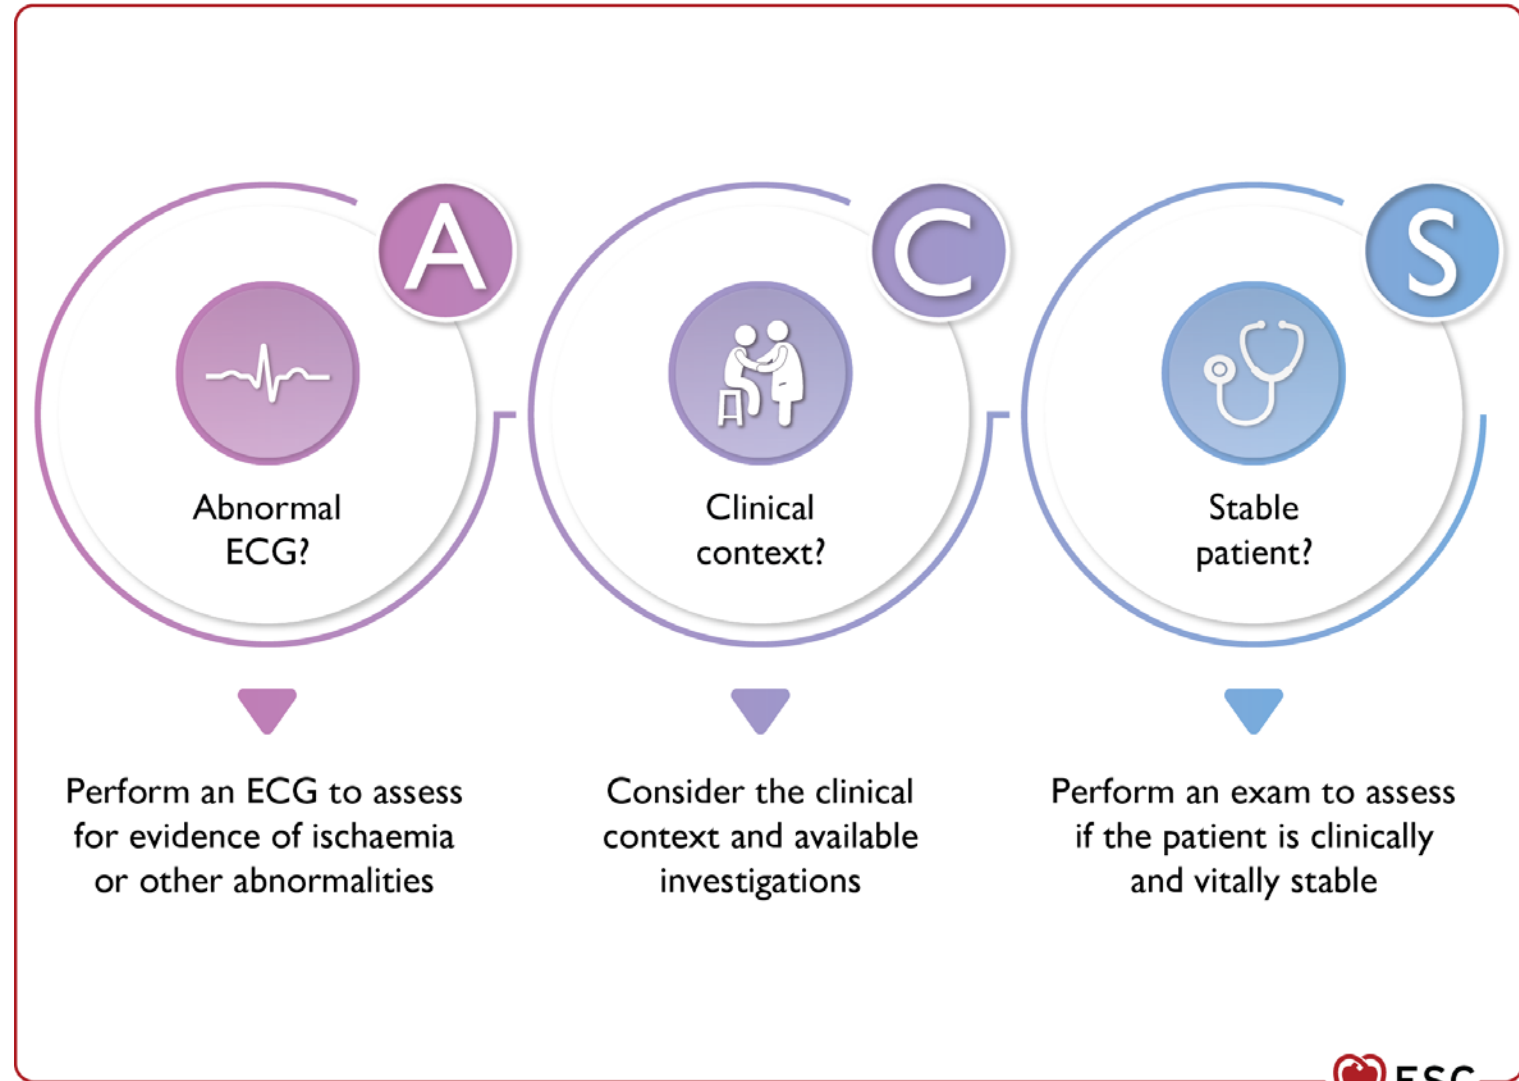 A
C
S
Abnormal
ECG?
Clinical
context?
Stable
patient?
Perform an ECG to assess
for evidence of ischaemia
or other abnormalities
Consider the clinical
context and available
investigations
Perform an exam to assess
if the patient is clinically
and vitally stable
ESC